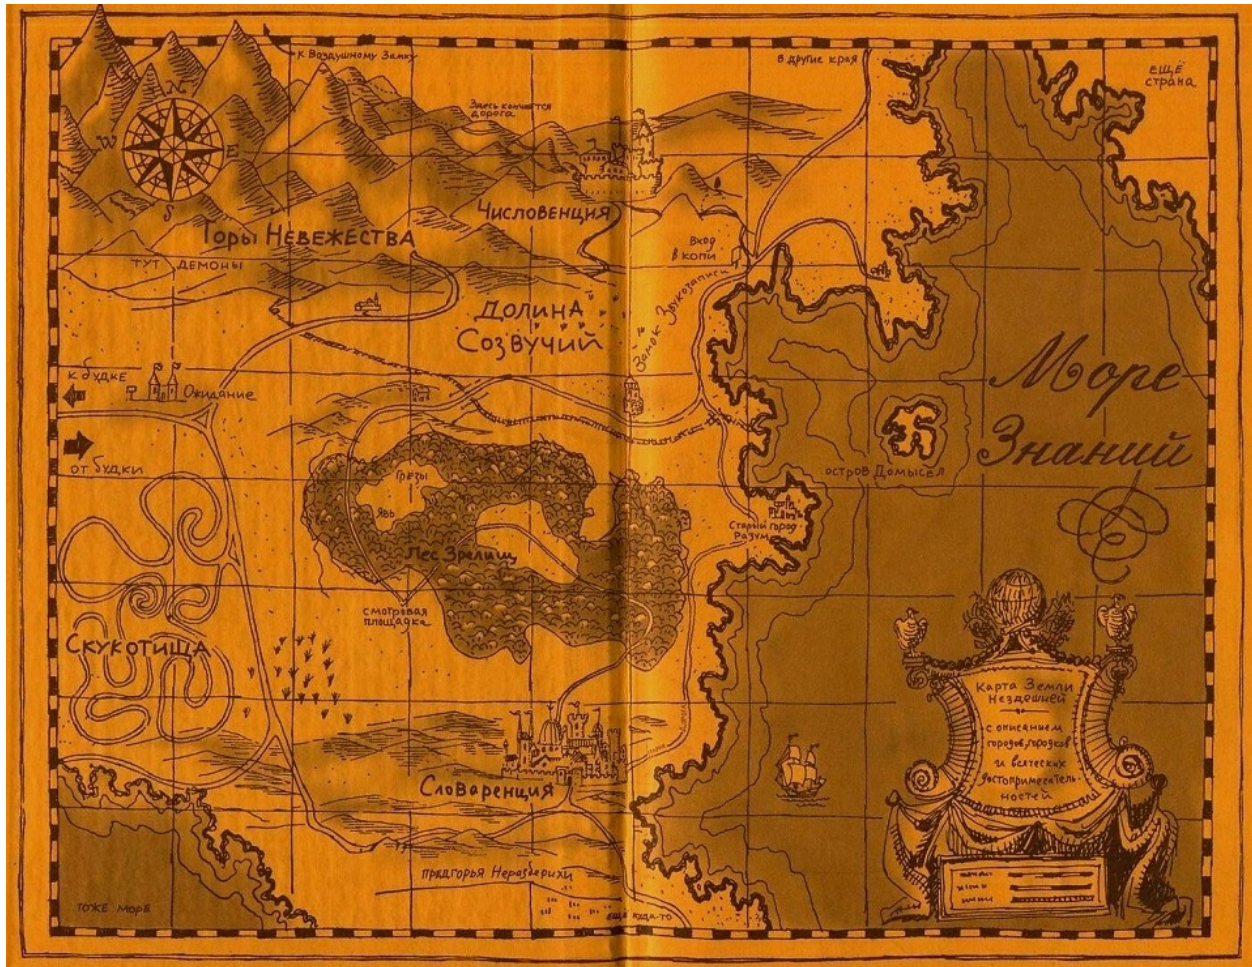 к Воздушному Замку
в другие края
ЕЩЁ
страна
N
W
E
S
Здесь кончается
дорога
Числовенция
Горы Невежества
тут демоны
Вход
в копи
Долина
Созвучий
Замок Звукозаписи
Море
Знаний
к будке
Ожидание
от будки
остров Домысел
Грёзы
Явь
Старый город
Разум
Лес Зрелищ
смотровая
площадка
Скукотища
Карта Земли
Нездешней
с описанием
городов, городков
и всяческих
достопримечатель-
ностей
Словаренция
предгорья Неразберихи
тоже море
ещё куда-то